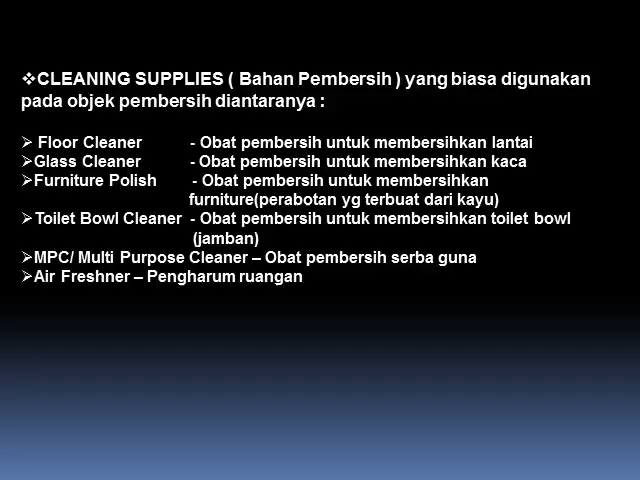 ❖CLEANING SUPPLIES ( Bahan Pembersih ) yang biasa digunakan
pada objek pembersih diantaranya :
➢ Floor Cleaner - Obat pembersih untuk membersihkan lantai
➢Glass Cleaner - Obat pembersih untuk membersihkan kaca
➢Furniture Polish - Obat pembersih untuk membersihkan
furniture(perabotan yg terbuat dari kayu)
➢Toilet Bowl Cleaner - Obat pembersih untuk membersihkan toilet bowl
(jamban)
➢MPC/ Multi Purpose Cleaner – Obat pembersih serba guna
➢Air Freshner – Pengharum ruangan